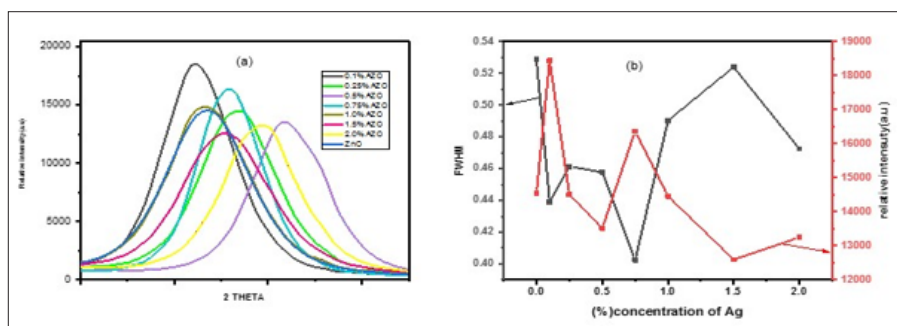 (a)
20000
15000
10000
5000
0
Relative intensity(a.u)
2 THETA
0.1% AZO
0.25% AZO
0.5% AZO
0.75% AZO
1.0% AZO
1.5% AZO
2.0% AZO
ZnO
(b)
0.54
0.52
0.50
0.48
0.46
0.44
0.42
0.40
FWHM
0.0 0.5 1.0 1.5 2.0
(%)concentration of Ag
19000
18000
17000
16000
15000
14000
13000
12000
relative intensuty(a.u)